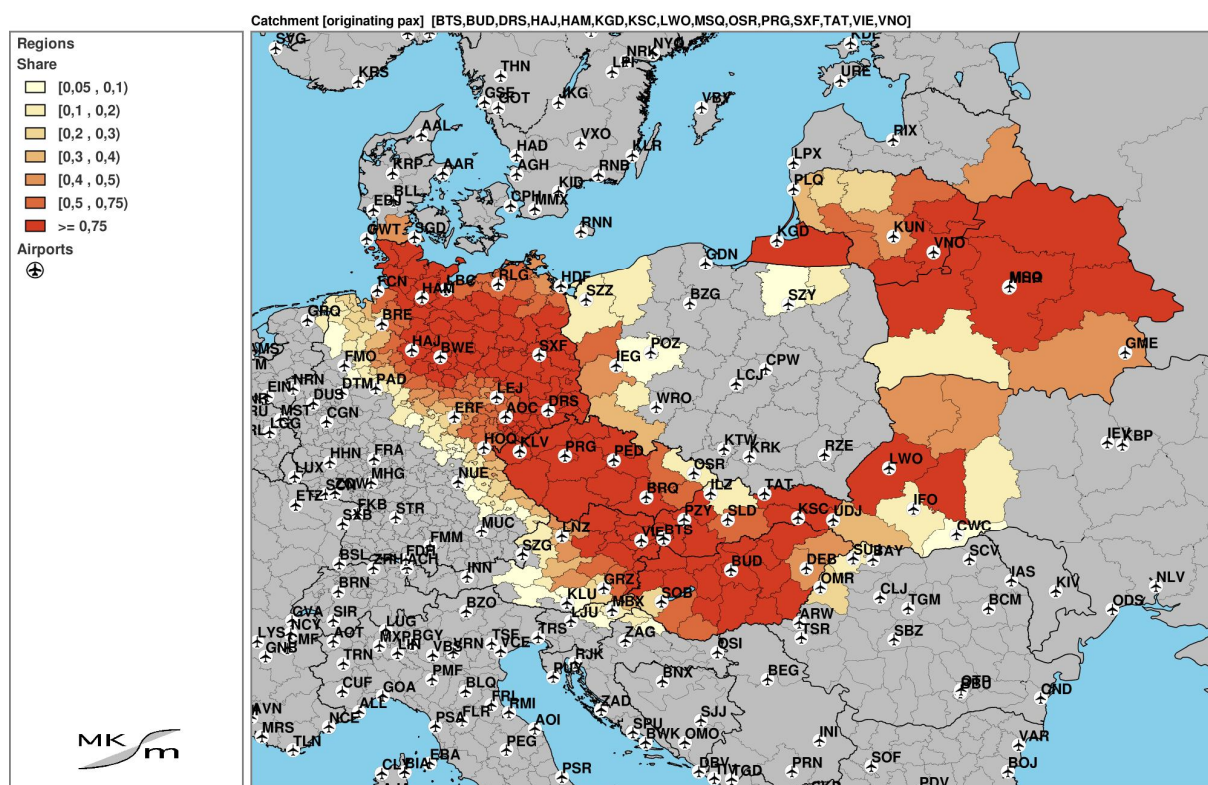 Catchment [originating pax] [BTS,BUD,DRS,HAJ,HAM,KGD,KSC,LWO,MSQ,OSR,PRG,SXF,TAT,VIE,VNO]
Regions
Share
[0,05 , 0,1)
[0,1 , 0,2)
[0,2 , 0,3)
[0,3 , 0,4)
[0,4 , 0,5)
[0,5 , 0,75)
>= 0,75
Airports
MK
m
SVG
NYO
NRK
LPI
THN
KRS
URE
GSE
GOT
JKG
VBY
AAL
VXO
RIX
HAD
KLR
LPX
KRP
AAR
AGH
RNB
PLQ
BLL
KID
EBJ
CPH
MMX
GWT
SGD
RNN
KGD
KUN
VNO
GDN
FCN
HAM
LBC
RLG
HDF
SZZ
BZG
SZY
GRQ
BRE
HAJ
BWE
SXF
IEG
POZ
GME
FMO
CPW
LCJ
NRN
DTM
PAD
DUS
LEJ
ERF
AOC
DRS
WRO
MST
CGN
LGG
HOQ
KLV
PRG
PED
KTW
KRK
RZE
LWO
IEV
KBP
HHN
FRA
LUX
MHG
NUE
OSR
ILZ
TAT
BRQ
IFO
ETZ
FKB
SXB
STR
MUC
LNZ
PZY
SLD
KSC
UDJ
CWC
FMM
SZG
VIE
BTS
BUD
DEB
SCV
BSL
ZRH
FDH
ACH
INN
GRZ
SOB
OMR
IAS
KIV
NLV
BRN
KLU
MBX
CLJ
TGM
BCM
ODS
GVA
SIR
BZO
LJU
ARW
NCY
LUG
TRS
ZAG
TSR
SBZ
LYS
CMF
AOT
MXP
BGY
TSF
OSI
GNB
TRN
LIN
VBS
VRN
VCE
RJK
PMF
PUY
BNX
BEG
CUF
GOA
BLQ
ZAD
CND
AVN
ALL
FRL
RMI
NCE
PSA
FLR
SJJ
MRS
AOI
SPU
OMO
INI
VAR
TLN
PEG
BWK
EBA
SOF
BIA
PSR
DBV
TGD
PRN
BOJ
PDV